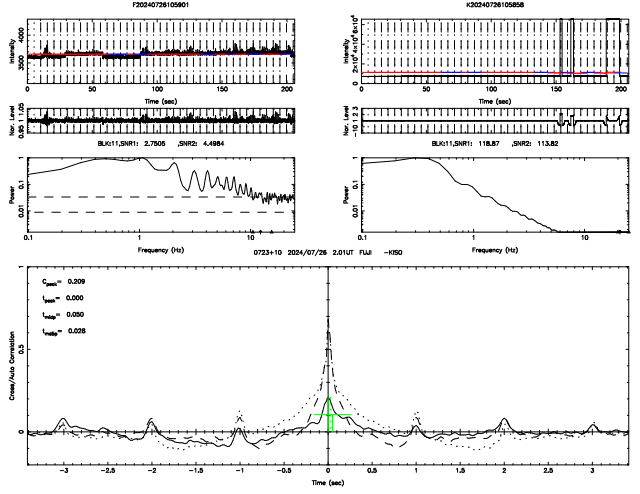 F20240726105901
K20240726105858
Intensity
3500 4000
0 50 100 150 200
Time (sec)
Intensity
2×10⁴ 4×10⁴ 6×10⁴
0 50 100 150 200
Time (sec)
Nor. Level
0.95 1 1.05
Nor. Level
-1 0 1 2 3
BLK:11,SNR1: 2.7505 ,SNR2: 4.4984
BLK:11,SNR1: 118.87 ,SNR2: 113.82
Power
1
0.1
0.01
0.1 1 10
Frequency (Hz)
Power
1
0.1
0.01
0.1 1 10
Frequency (Hz)
0723+10 2024/07/26 2.01UT FUJI -KISO
Cross/Auto Correlation
1
0.5
0
C_peak= 0.209
t_peak= 0.000
t_midp= 0.050
-3 -2.5 -2 -1.5 -1 -0.5 0 0.5 1 1.5 2 2.5 3
Time (sec)